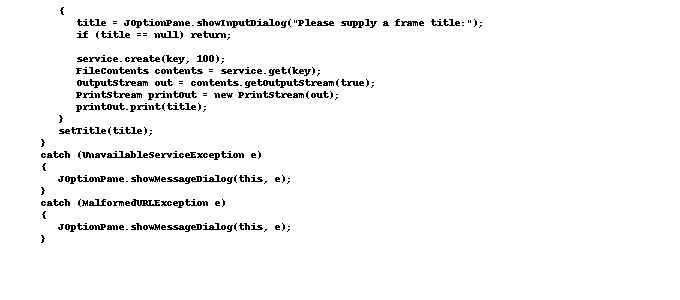 {
title = JOptionPane.showInputDialog("Please supply a frame title:");
if (title == null) return;
service.create(key, 100);
FileContents contents = service.get(key);
OutputStream out = contents.getOutputStream(true);
PrintStream printOut = new PrintStream(out);
printOut.print(title);
}
setTitle(title);
}
catch (UnavailableServiceException e)
{
JOptionPane.showMessageDialog(this, e);
}
catch (MalformedURLException e)
{
JOptionPane.showMessageDialog(this, e);
}